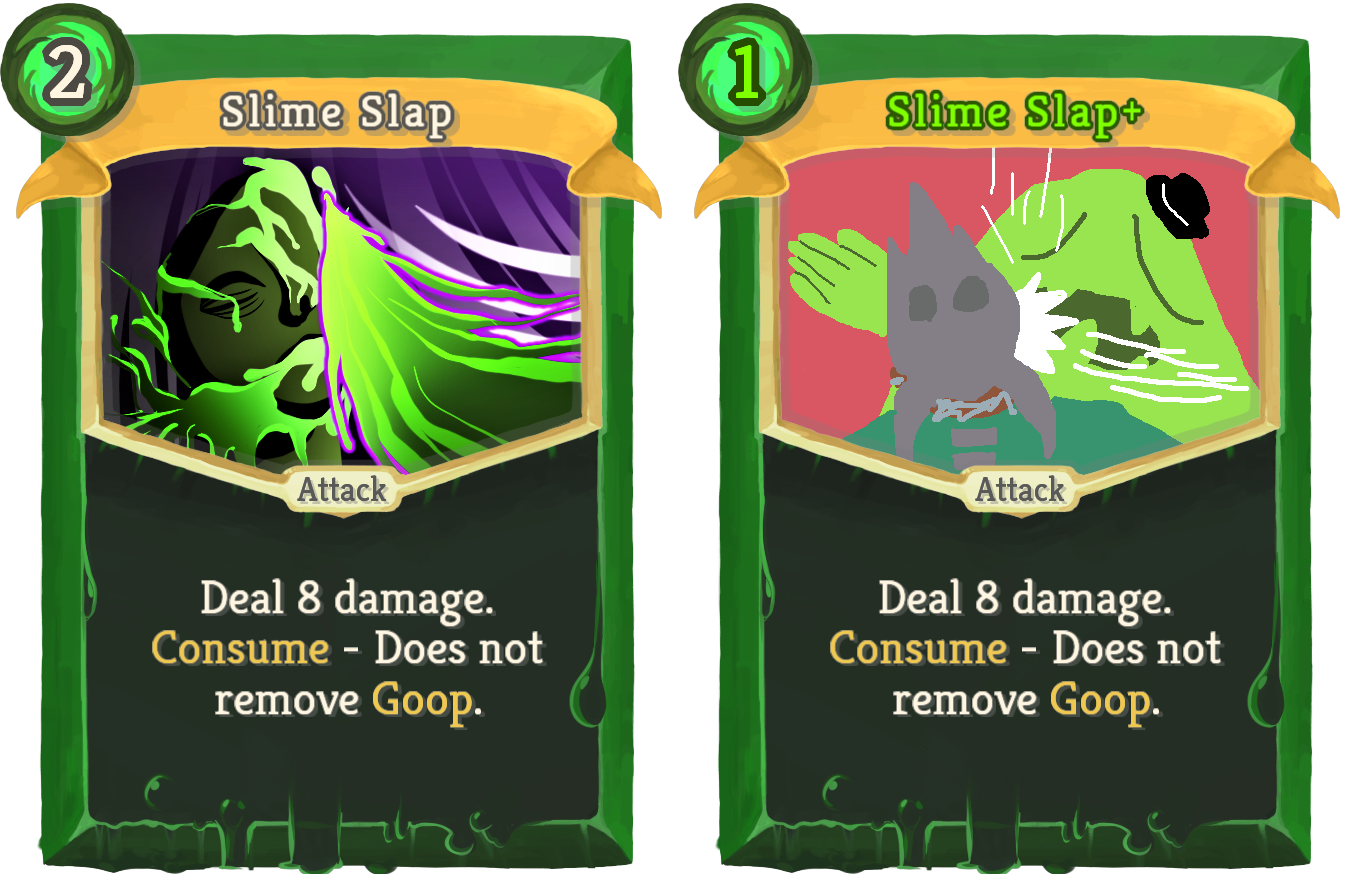 2
Slime Slap
Attack
Deal 8 damage.
Consume - Does not
remove Goop.
1
Slime Slap+
Attack
Deal 8 damage.
Consume - Does not
remove Goop.